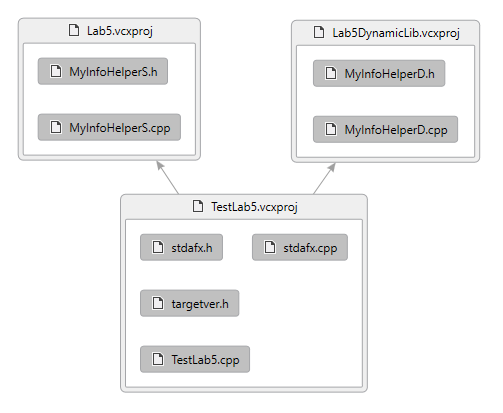 Lab5.vcxproj
MyInfoHelperS.h
MyInfoHelperS.cpp
Lab5DynamicLib.vcxproj
MyInfoHelperD.h
MyInfoHelperD.cpp
TestLab5.vcxproj
stdafx.h
stdafx.cpp
targetver.h
TestLab5.cpp